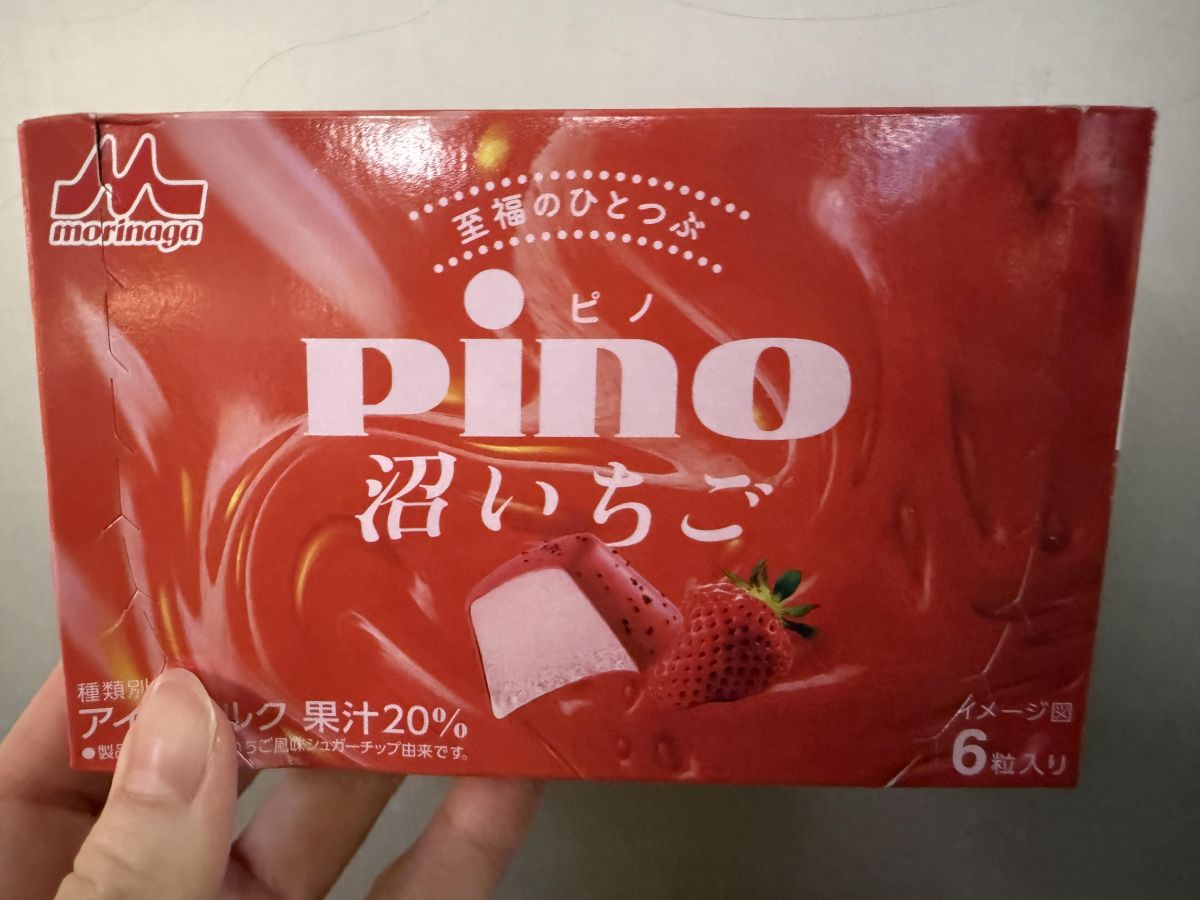 morinaga
至福のひとつぶ
ピノ
pino
沼いちご
種類別
アイ ルク 果汁20%
●製 ご風味シュガーチップ由来です。
イメージ図
6粒入り